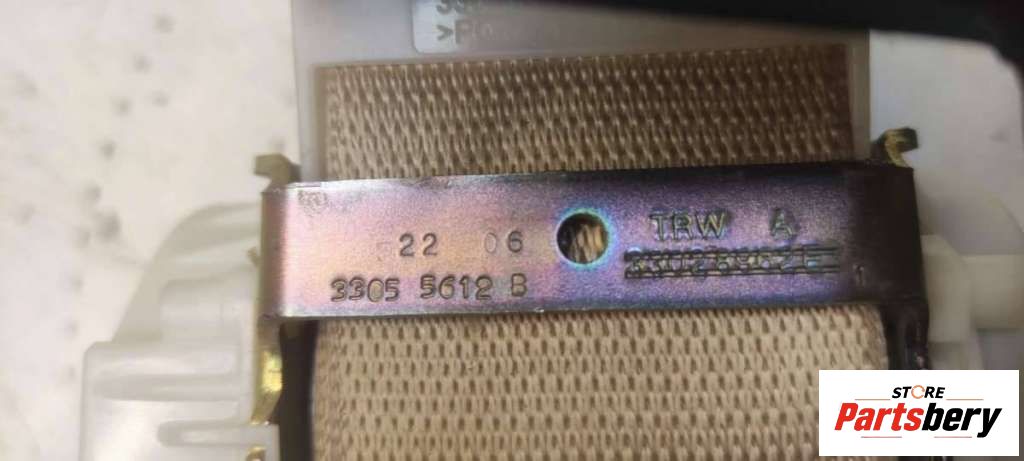 22 06
3305 5612 B
TRW A
STORE
Partsbery